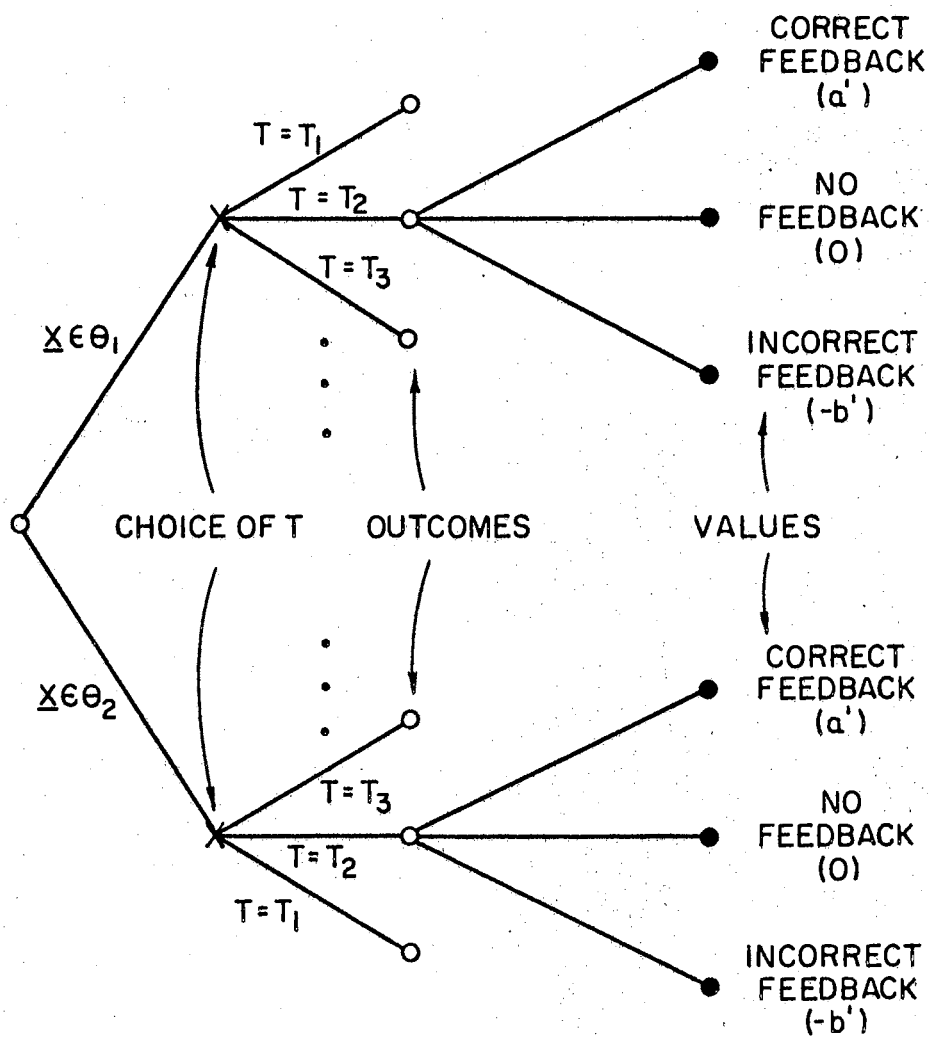 CORRECT
FEEDBACK
(a')
T = T₁
T = T₂
NO
FEEDBACK
(0)
T = T₃
X ϵ θ₁
INCORRECT
FEEDBACK
(-b')
CHOICE OF T
OUTCOMES
VALUES
X ϵ θ₂
CORRECT
FEEDBACK
(a')
T = T₃
T = T₂
NO
FEEDBACK
(0)
T = T₁
INCORRECT
FEEDBACK
(-b')